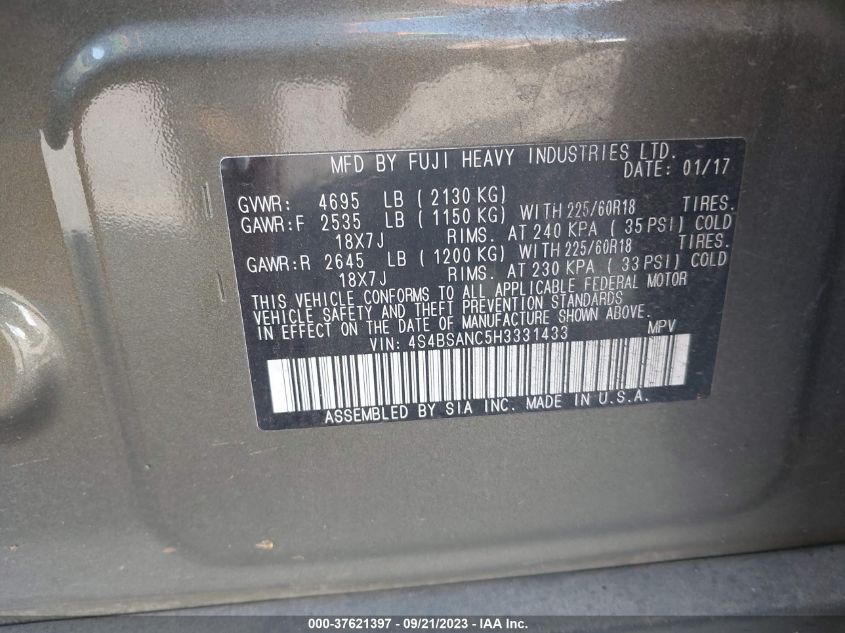 MFD BY FUJI HEAVY INDUSTRIES LTD.
DATE: 01/17
GVWR: 4695 LB ( 2130 KG)
GAWR:F 2535 LB ( 1150 KG) WITH 225/60R18 TIRES.
18X7J RIMS. AT 240 KPA ( 35 PSI) COLD
GAWR:R 2645 LB ( 1200 KG) WITH 225/60R18 TIRES.
18X7J RIMS. AT 230 KPA ( 33 PSI) COLD
THIS VEHICLE CONFORMS TO ALL APPLICABLE FEDERAL MOTOR
VEHICLE SAFETY AND THEFT PREVENTION STANDARDS
IN EFFECT ON THE DATE OF MANUFACTURE SHOWN ABOVE.
VIN: 4S4BSANC5H3331433 MPV
ASSEMBLED BY SIA INC. MADE IN U.S.A.
000-37621397 - 09/21/2023 - IAA Inc.